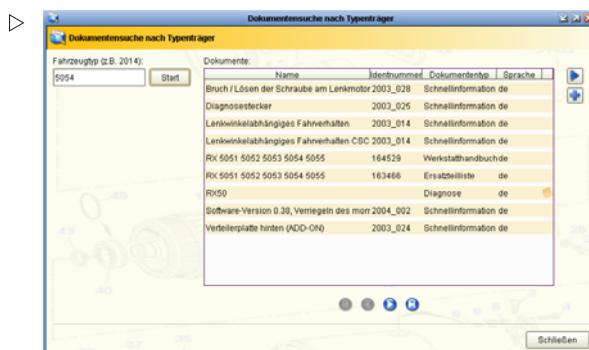 Dokumentensuche nach Typenträger
Dokumentensuche nach Typenträger
Fahrzeugtyp (z.B. 2014):
5054
Start
Dokumente:
Name Identnummer Dokumententyp Sprache
Bruch / Lösen der Schraube am Lenkmotor 2003_028 Schnellinformation de
Diagnosestecker 2003_025 Schnellinformation de
Lenkwinkelabhängiges Fahrverhalten 2003_014 Schnellinformation de
Lenkwinkelabhängiges Fahrverhalten CSC 2003_014 Schnellinformation de
RX 5051 5052 5053 5054 5055 164529 Werkstatthandbuch de
RX 5051 5052 5053 5054 5055 163466 Ersatzteilliste de
RX50 Diagnose de
Software-Version 0.38, Verriegeln des 2004_002 Schnellinformation de
Verteilerplatte hinten (ADD-ON) 2003_024 Schnellinformation de
Schließen